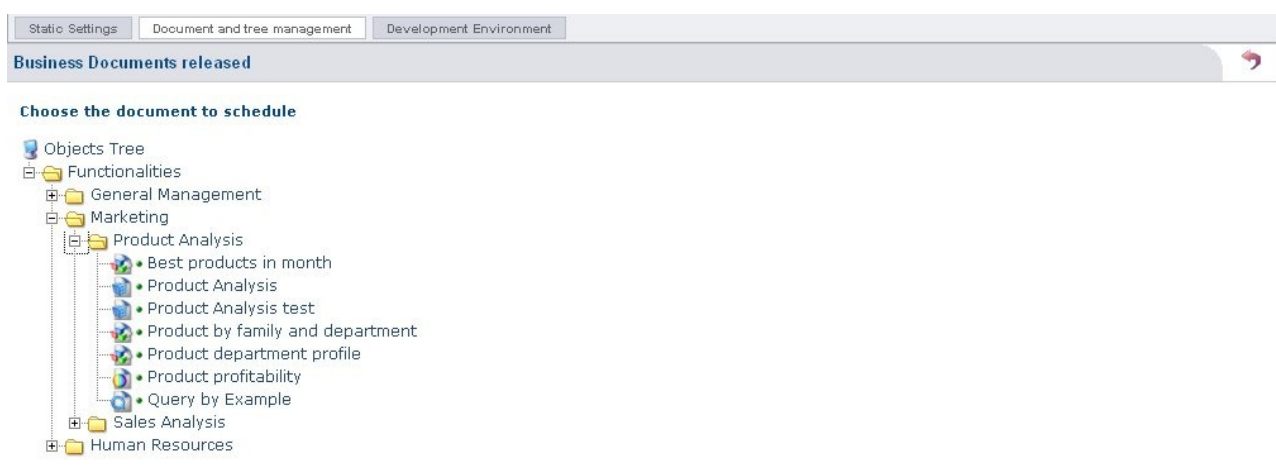 Static Settings Document and tree management Development Environment
Business Documents released
Choose the document to schedule
Objects Tree
Functionalities
General Management
Marketing
Product Analysis
Best products in month
Product Analysis
Product Analysis test
Product by family and department
Product department profile
Product profitability
Query by Example
Sales Analysis
Human Resources